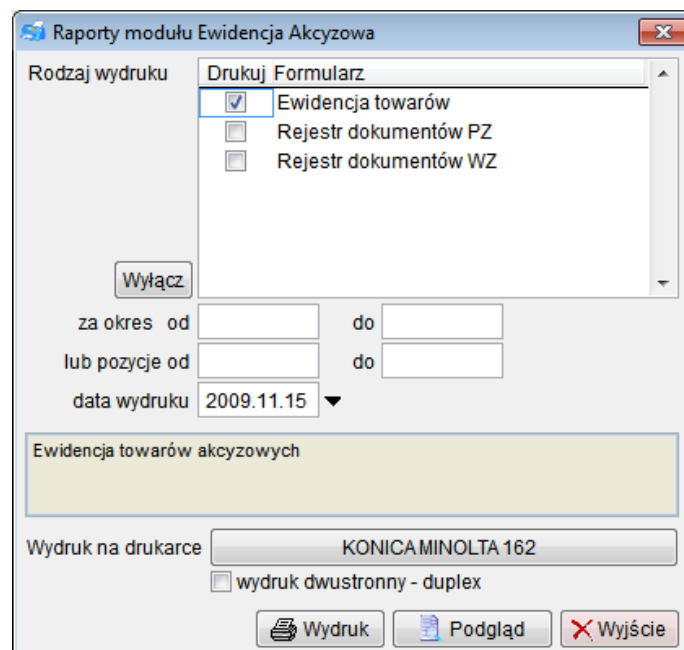 Raporty modułu Ewidencja Akcyzowa
Rodzaj wydruku Drukuj Formularz
Ewidencja towarów
Rejestr dokumentów PZ
Rejestr dokumentów WZ
Wyłącz
za okres od do
lub pozycje od do
data wydruku 2009.11.15
Ewidencja towarów akcyzowych
Wydruk na drukarce KONICA MINOLTA 162
wydruk dwustronny - duplex
Wydruk Podgląd Wyjście